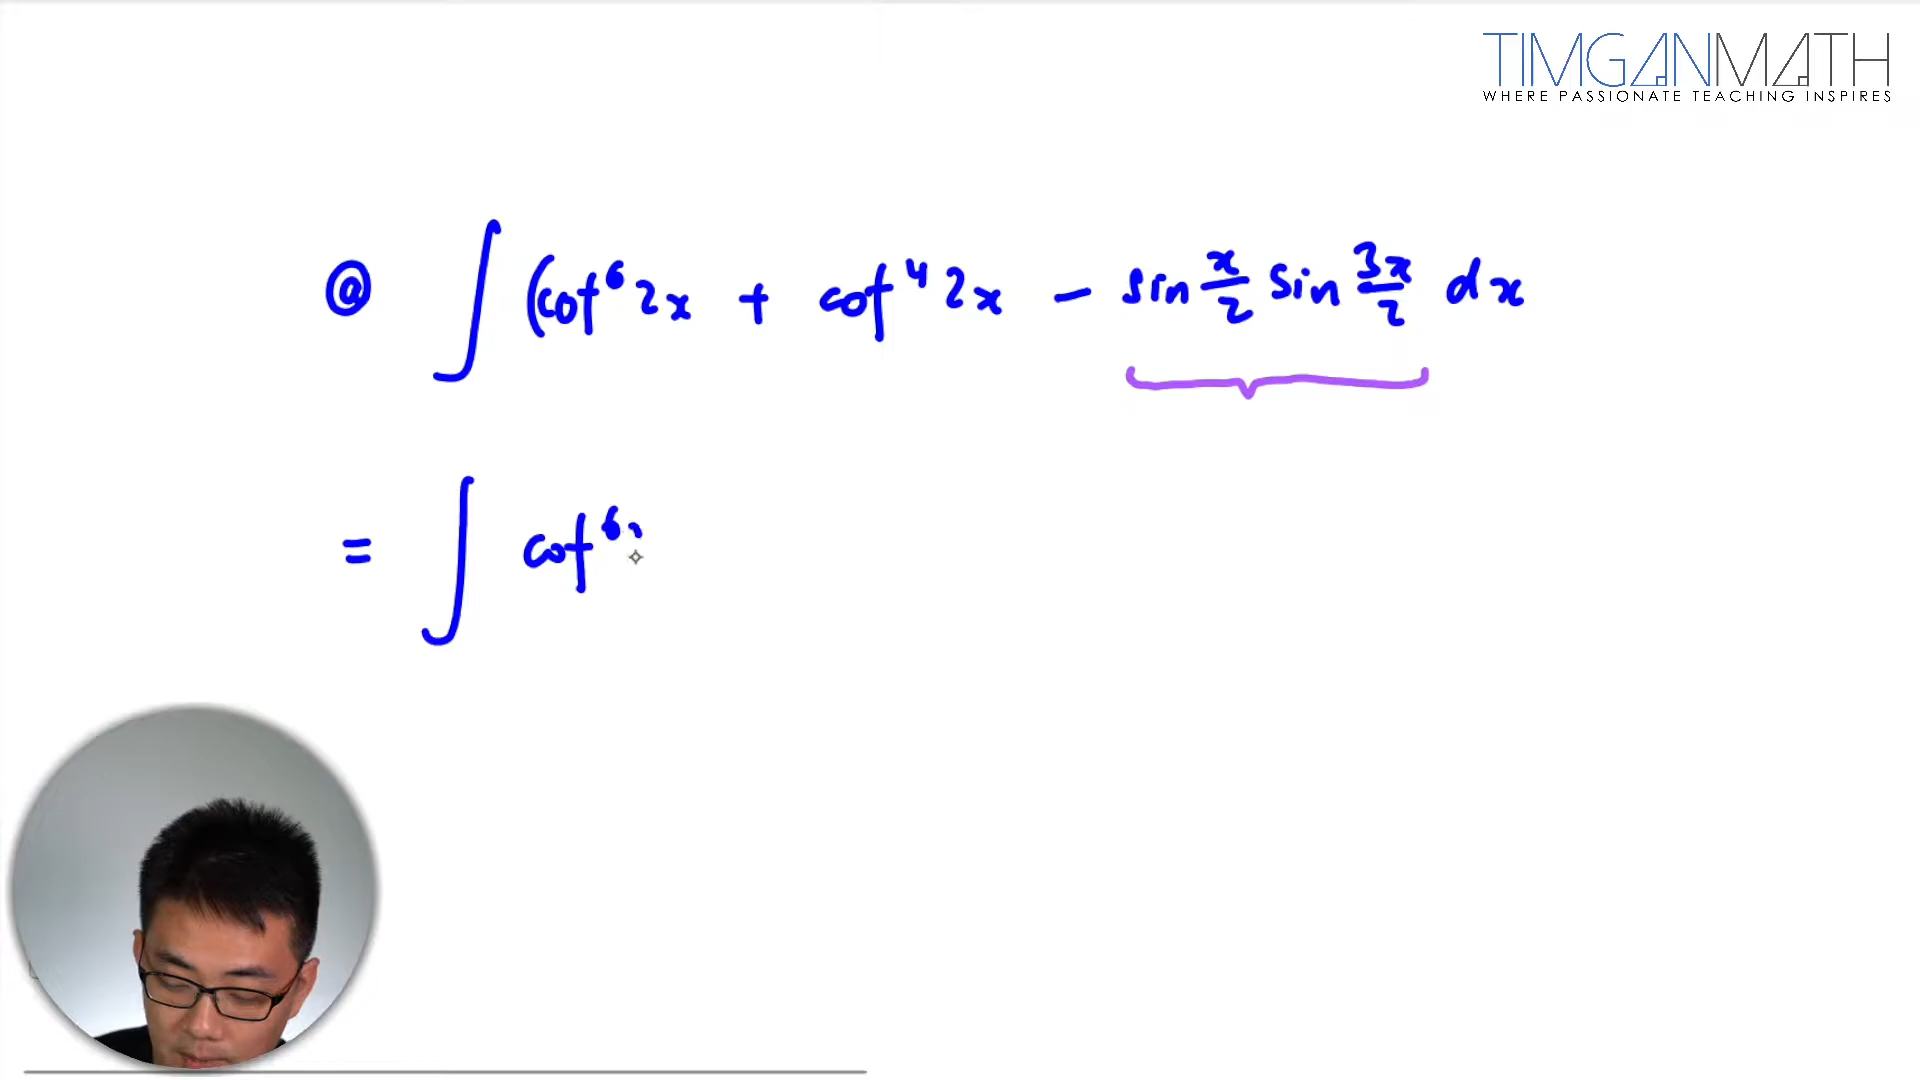 TIMGANMATH
WHERE PASSIONATE TEACHING INSPIRES
@ ∫ (cot⁶ 2x + cot⁴ 2x − sin x/2 sin 3x/2 dx
= ∫ cot⁶